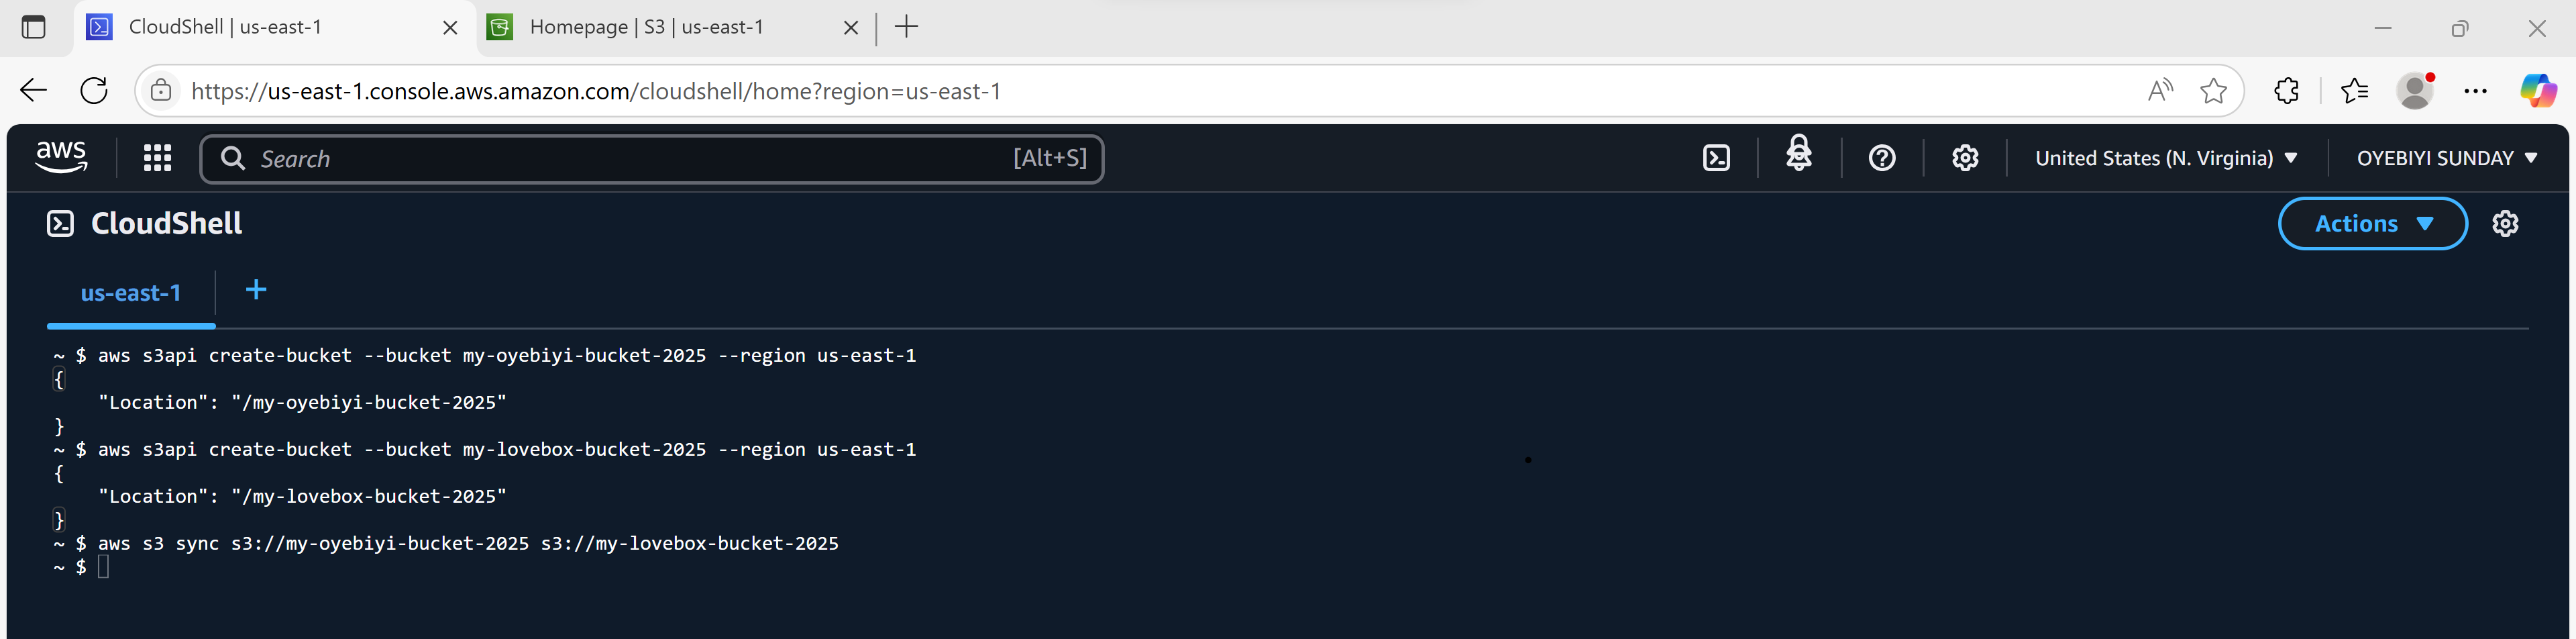 CloudShell | us-east-1
Homepage | S3 | us-east-1
https://us-east-1.console.aws.amazon.com/cloudshell/home?region=us-east-1
aws
Search
[Alt+S]
United States (N. Virginia)
OYEBIYI SUNDAY
CloudShell
Actions
us-east-1
+
~ $ aws s3api create-bucket --bucket my-oyebiyi-bucket-2025 --region us-east-1
{
    "Location": "/my-oyebiyi-bucket-2025"
}
~ $ aws s3api create-bucket --bucket my-lovebox-bucket-2025 --region us-east-1
{
    "Location": "/my-lovebox-bucket-2025"
}
~ $ aws s3 sync s3://my-oyebiyi-bucket-2025 s3://my-lovebox-bucket-2025
~ $